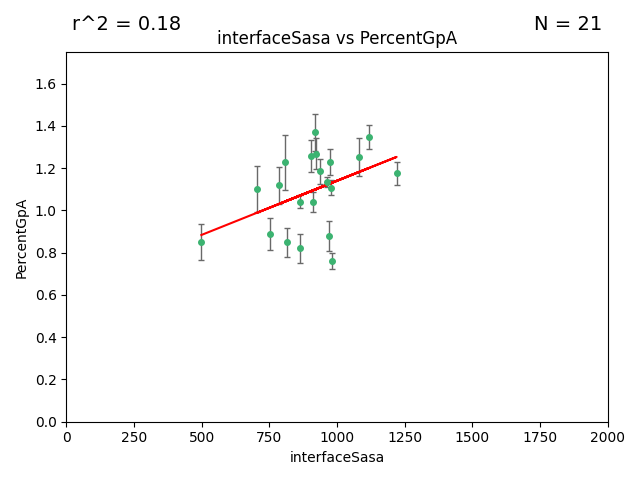 r^2 = 0.18
N = 21
interfaceSasa vs PercentGpA
PercentGpA
1.6
1.4
1.2
1.0
0.8
0.6
0.4
0.2
0.0
0 250 500 750 1000 1250 1500 1750 2000
interfaceSasa